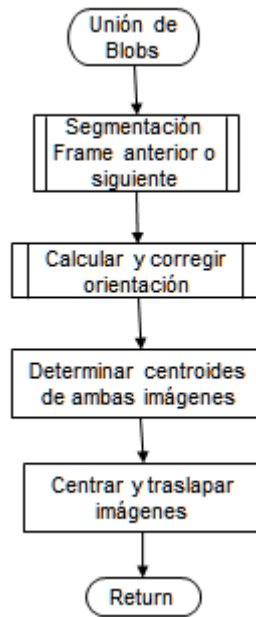 Unión de
Blobs
Segmentación
Frame anterior o
siguiente
Calcular y corregir
orientación
Determinar centroides
de ambas imágenes
Centrar y traslapar
imágenes
Return